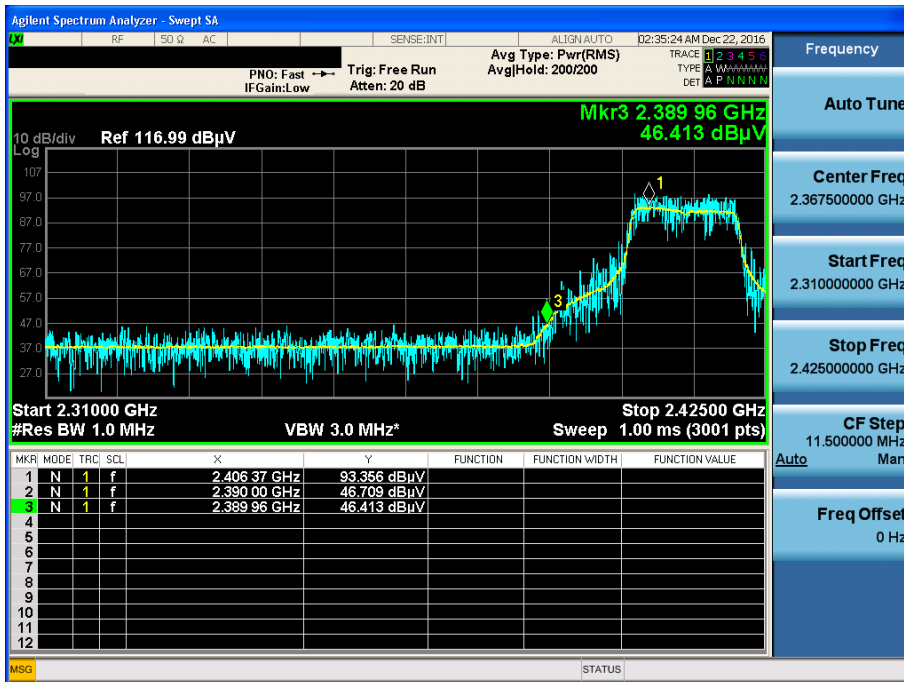 Agilent Spectrum Analyzer - Swept SA
LXI RF 50 Ω AC SENSE:INT ALIGN AUTO 02:35:24 AM Dec 22, 2016
PNO: Fast Trig: Free Run Avg Type: Pwr(RMS) TRACE 1 2 3 4 5 6
IFGain:Low Atten: 20 dB Avg|Hold: 200/200 TYPE A WWWWW
DET A P N N N N
Mkr3 2.389 96 GHz
46.413 dBµV
10 dB/div Ref 116.99 dBµV
Log
107
97.0
87.0
77.0
67.0
57.0
47.0
37.0
27.0
1
3
Start 2.31000 GHz Stop 2.42500 GHz
#Res BW 1.0 MHz VBW 3.0 MHz* Sweep 1.00 ms (3001 pts)
MKR MODE TRC SCL X Y FUNCTION FUNCTION WIDTH FUNCTION VALUE
1 N 1 f 2.406 37 GHz 93.356 dBµV
2 N 1 f 2.390 00 GHz 46.709 dBµV
3 N 1 f 2.389 96 GHz 46.413 dBµV
4
5
6
7
8
9
10
11
12
MSG STATUS
Frequency
Auto Tune
Center Freq
2.367500000 GHz
Start Freq
2.310000000 GHz
Stop Freq
2.425000000 GHz
CF Step
11.500000 MHz
Auto Man
Freq Offset
0 Hz